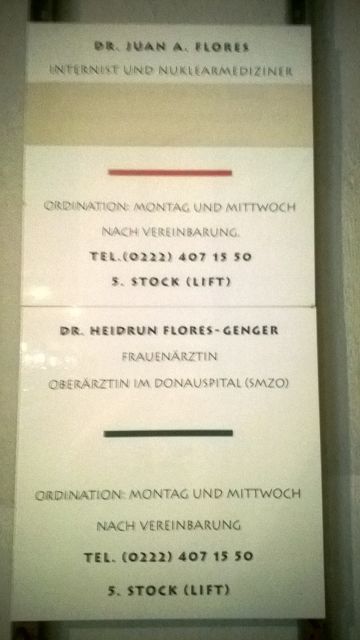 DR. JUAN A. FLORES
INTERNIST UND NUKLEARMEDIZINER
ORDINATION: MONTAG UND MITTWOCH
NACH VEREINBARUNG.
TEL.(0222) 407 15 50
5. STOCK (LIFT)
DR. HEIDRUN FLORES-GENGER
FRAUENÄRZTIN
OBERÄRZTIN IM DONAUSPITAL (SMZO)
ORDINATION: MONTAG UND MITTWOCH
NACH VEREINBARUNG
TEL. (0222) 407 15 50
5. STOCK (LIFT)